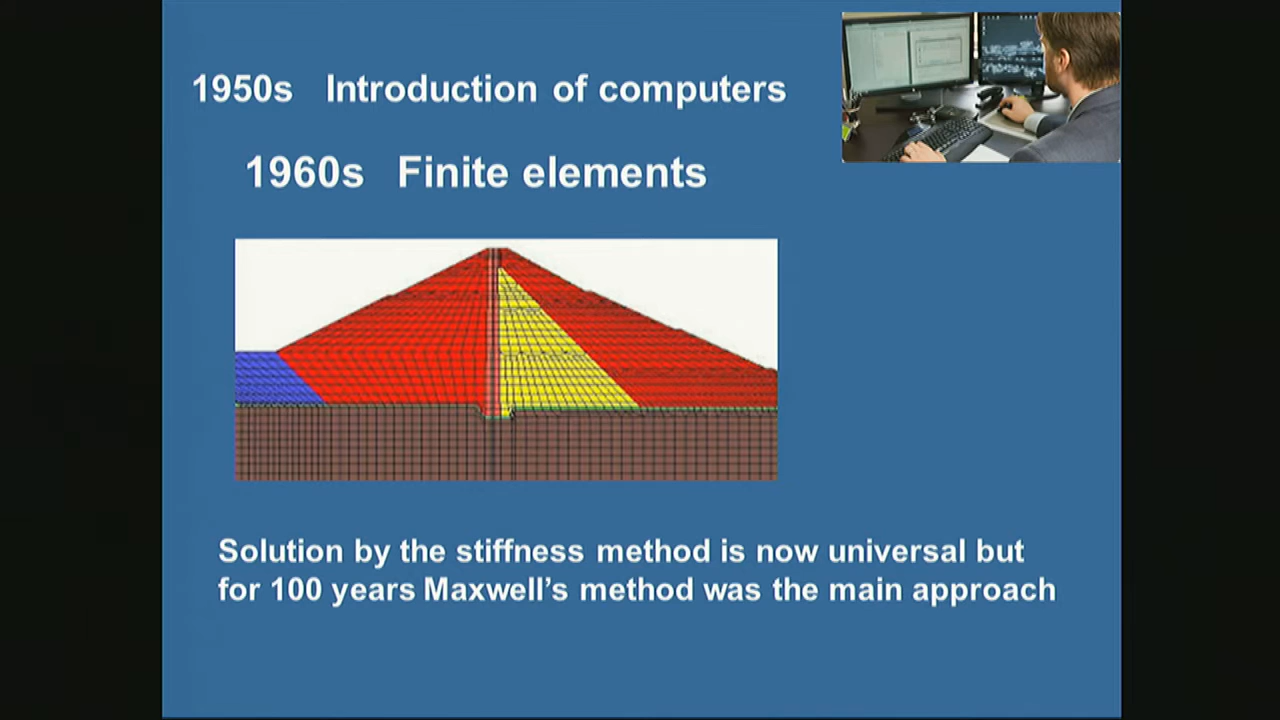 1950s Introduction of computers
1960s Finite elements
Solution by the stiffness method is now universal but
for 100 years Maxwell's method was the main approach